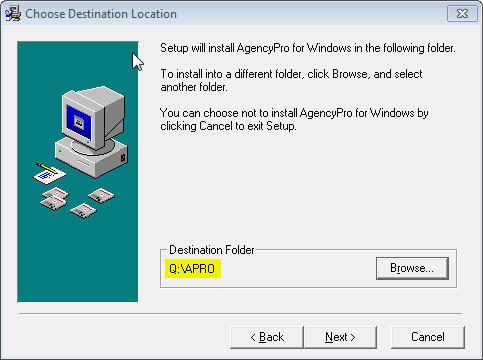 Choose Destination Location
Setup will install AgencyPro for Windows in the following folder.
To install into a different folder, click Browse, and select
another folder.
You can choose not to install AgencyPro for Windows by
clicking Cancel to exit Setup.
Destination Folder
Q:\APRO
Browse...
< Back
Next >
Cancel